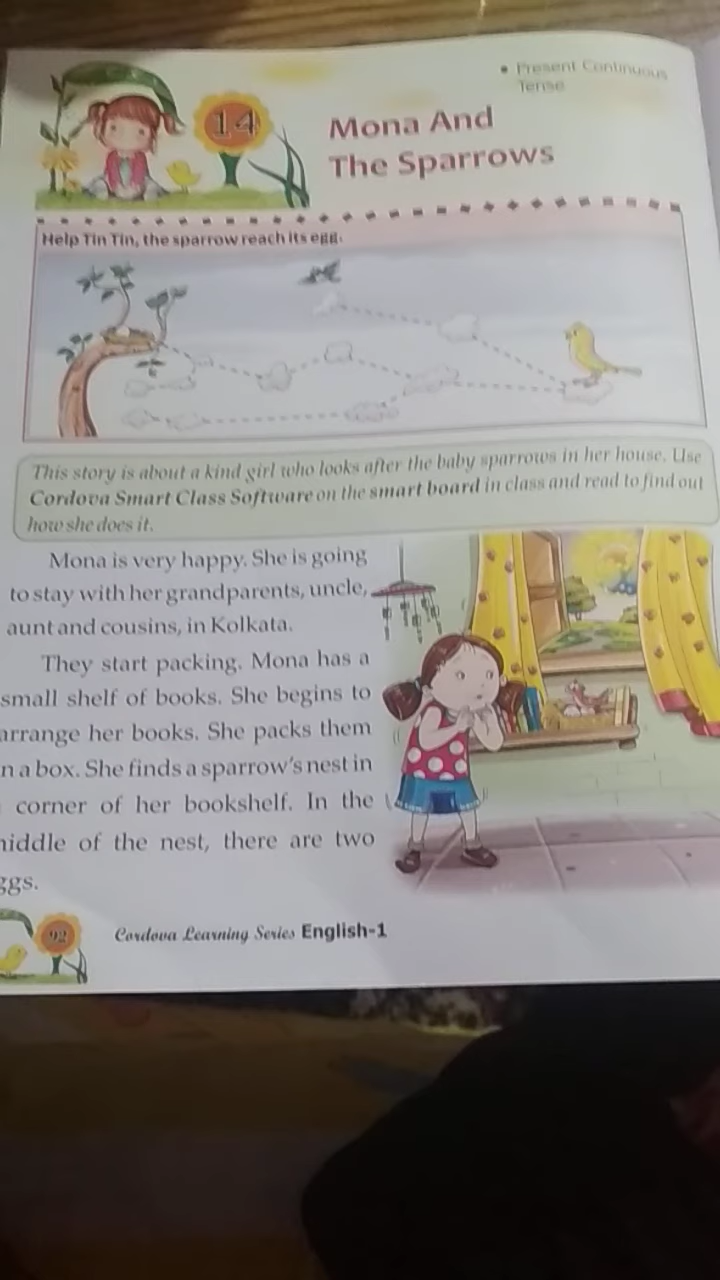 • Present Continuous
Tense
14
Mona And
The Sparrows
Help Tin Tin, the sparrow reach its egg.
This story is about a kind girl who looks after the baby sparrows in her house. Use
Cordova Smart Class Software on the smart board in class and read to find out
how she does it.
Mona is very happy. She is going
to stay with her grandparents, uncle,
aunt and cousins, in Kolkata.
They start packing. Mona has a
small shelf of books. She begins to
arrange her books. She packs them
n a box. She finds a sparrow's nest in
corner of her bookshelf. In the
iddle of the nest, there are two
ggs.
92
Cordova Learning Series English-1